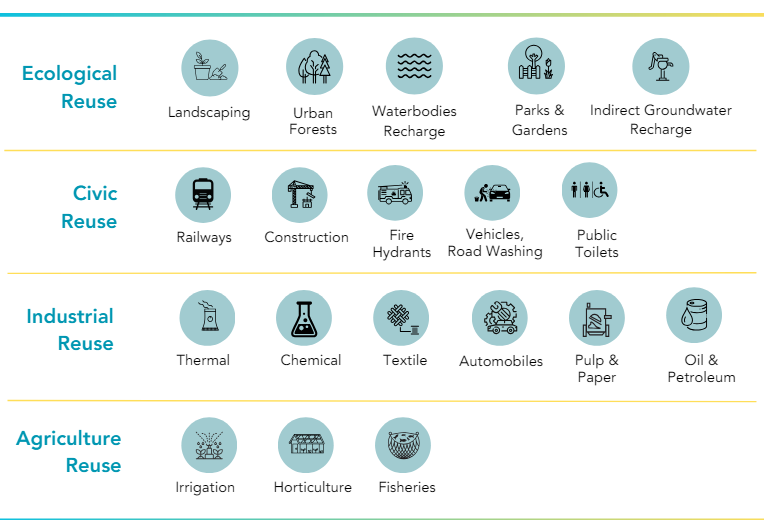 Ecological
Reuse
Landscaping
Urban
Forests
Waterbodies
Recharge
Parks &
Gardens
Indirect Groundwater
Recharge
Civic
Reuse
Railways
Construction
Fire
Hydrants
Vehicles,
Road Washing
Public
Toilets
Industrial
Reuse
Thermal
Chemical
Textile
Automobiles
Pulp &
Paper
Oil &
Petroleum
Agriculture
Reuse
Irrigation
Horticulture
Fisheries